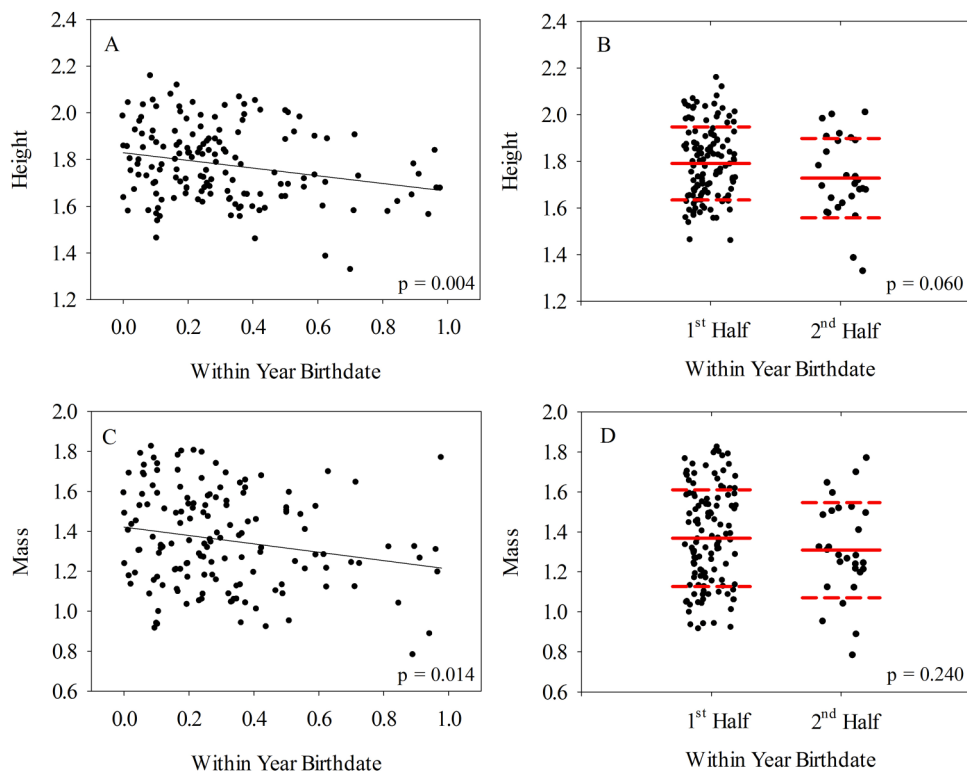 A
Height
2.4
2.2
2.0
1.8
1.6
1.4
1.2
p = 0.004
0.0 0.2 0.4 0.6 0.8 1.0
Within Year Birthdate
B
Height
2.4
2.2
2.0
1.8
1.6
1.4
1.2
p = 0.060
1st Half 2nd Half
Within Year Birthdate
C
Mass
2.0
1.8
1.6
1.4
1.2
1.0
0.8
0.6
p = 0.014
0.0 0.2 0.4 0.6 0.8 1.0
Within Year Birthdate
D
Mass
2.0
1.8
1.6
1.4
1.2
1.0
0.8
0.6
p = 0.240
1st Half 2nd Half
Within Year Birthdate